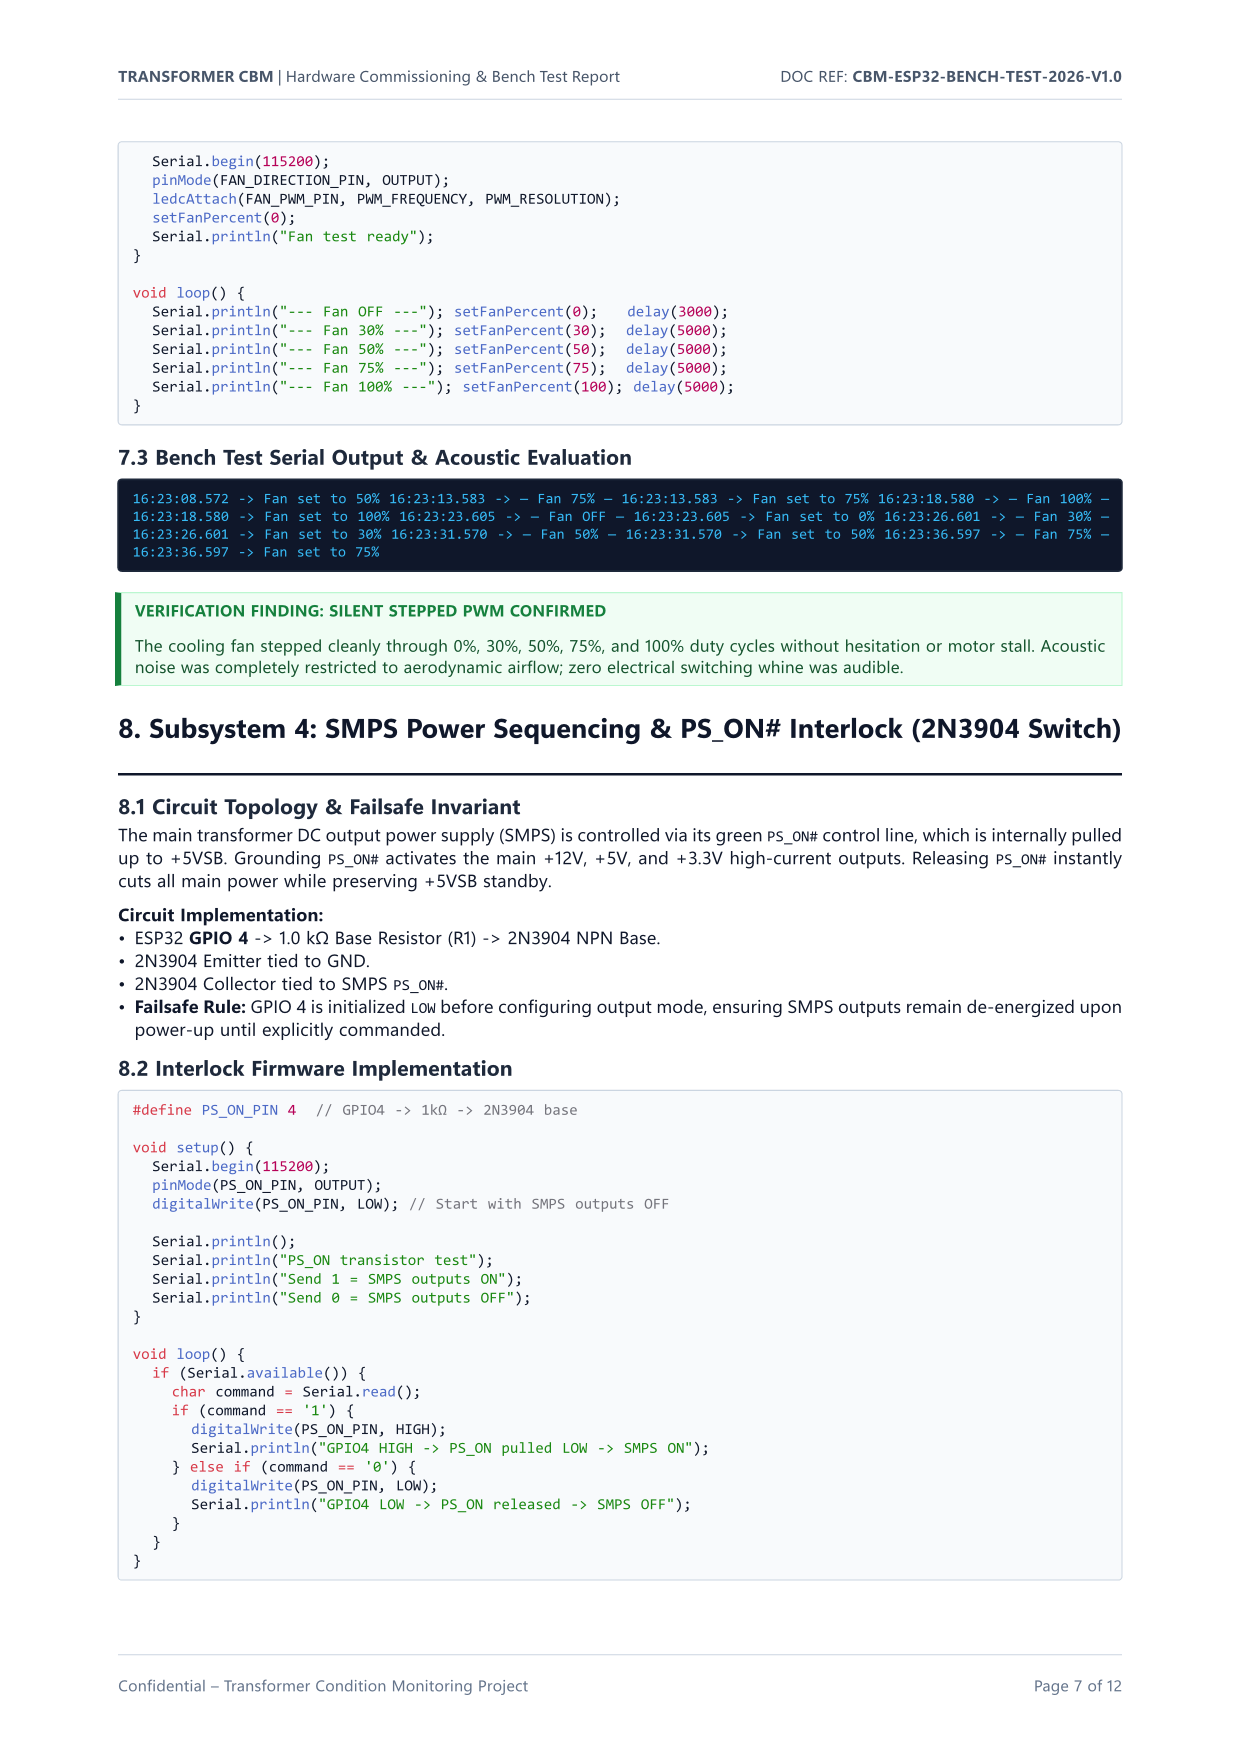 TRANSFORMER CBM | Hardware Commissioning & Bench Test Report
DOC REF: CBM-ESP32-BENCH-TEST-2026-V1.0
Serial.begin(115200);
pinMode(FAN_DIRECTION_PIN, OUTPUT);
ledcAttach(FAN_PWM_PIN, PWM_FREQUENCY, PWM_RESOLUTION);
setFanPercent(0);
Serial.println("Fan test ready");
}
void loop() {
Serial.println("--- Fan OFF ---"); setFanPercent(0); delay(3000);
Serial.println("--- Fan 30% ---"); setFanPercent(30); delay(5000);
Serial.println("--- Fan 50% ---"); setFanPercent(50); delay(5000);
Serial.println("--- Fan 75% ---"); setFanPercent(75); delay(5000);
Serial.println("--- Fan 100% ---"); setFanPercent(100); delay(5000);
}
7.3 Bench Test Serial Output & Acoustic Evaluation
16:23:08.572 -> Fan set to 50% 16:23:13.583 -> — Fan 75% — 16:23:13.583 -> Fan set to 75% 16:23:18.580 -> — Fan 100% —
16:23:18.580 -> Fan set to 100% 16:23:23.605 -> — Fan OFF — 16:23:23.605 -> Fan set to 0% 16:23:26.601 -> — Fan 30% —
16:23:26.601 -> Fan set to 30% 16:23:31.570 -> — Fan 50% — 16:23:31.570 -> Fan set to 50% 16:23:36.597 -> — Fan 75% —
16:23:36.597 -> Fan set to 75%
VERIFICATION FINDING: SILENT STEPPED PWM CONFIRMED
The cooling fan stepped cleanly through 0%, 30%, 50%, 75%, and 100% duty cycles without hesitation or motor stall. Acoustic
noise was completely restricted to aerodynamic airflow; zero electrical switching whine was audible.
8. Subsystem 4: SMPS Power Sequencing & PS_ON# Interlock (2N3904 Switch)
8.1 Circuit Topology & Failsafe Invariant
The main transformer DC output power supply (SMPS) is controlled via its green PS_ON# control line, which is internally pulled
up to +5VSB. Grounding PS_ON# activates the main +12V, +5V, and +3.3V high-current outputs. Releasing PS_ON# instantly
cuts all main power while preserving +5VSB standby.
Circuit Implementation:
• ESP32 GPIO 4 -> 1.0 kΩ Base Resistor (R1) -> 2N3904 NPN Base.
• 2N3904 Emitter tied to GND.
• 2N3904 Collector tied to SMPS PS_ON#.
• Failsafe Rule: GPIO 4 is initialized LOW before configuring output mode, ensuring SMPS outputs remain de-energized upon
power-up until explicitly commanded.
8.2 Interlock Firmware Implementation
#define PS_ON_PIN 4 // GPIO4 -> 1kΩ -> 2N3904 base
void setup() {
Serial.begin(115200);
pinMode(PS_ON_PIN, OUTPUT);
digitalWrite(PS_ON_PIN, LOW); // Start with SMPS outputs OFF
Serial.println();
Serial.println("PS_ON transistor test");
Serial.println("Send 1 = SMPS outputs ON");
Serial.println("Send 0 = SMPS outputs OFF");
}
void loop() {
if (Serial.available()) {
char command = Serial.read();
if (command == '1') {
digitalWrite(PS_ON_PIN, HIGH);
Serial.println("GPIO4 HIGH -> PS_ON pulled LOW -> SMPS ON");
} else if (command == '0') {
digitalWrite(PS_ON_PIN, LOW);
Serial.println("GPIO4 LOW -> PS_ON released -> SMPS OFF");
}
}
}
Confidential – Transformer Condition Monitoring Project
Page 7 of 12